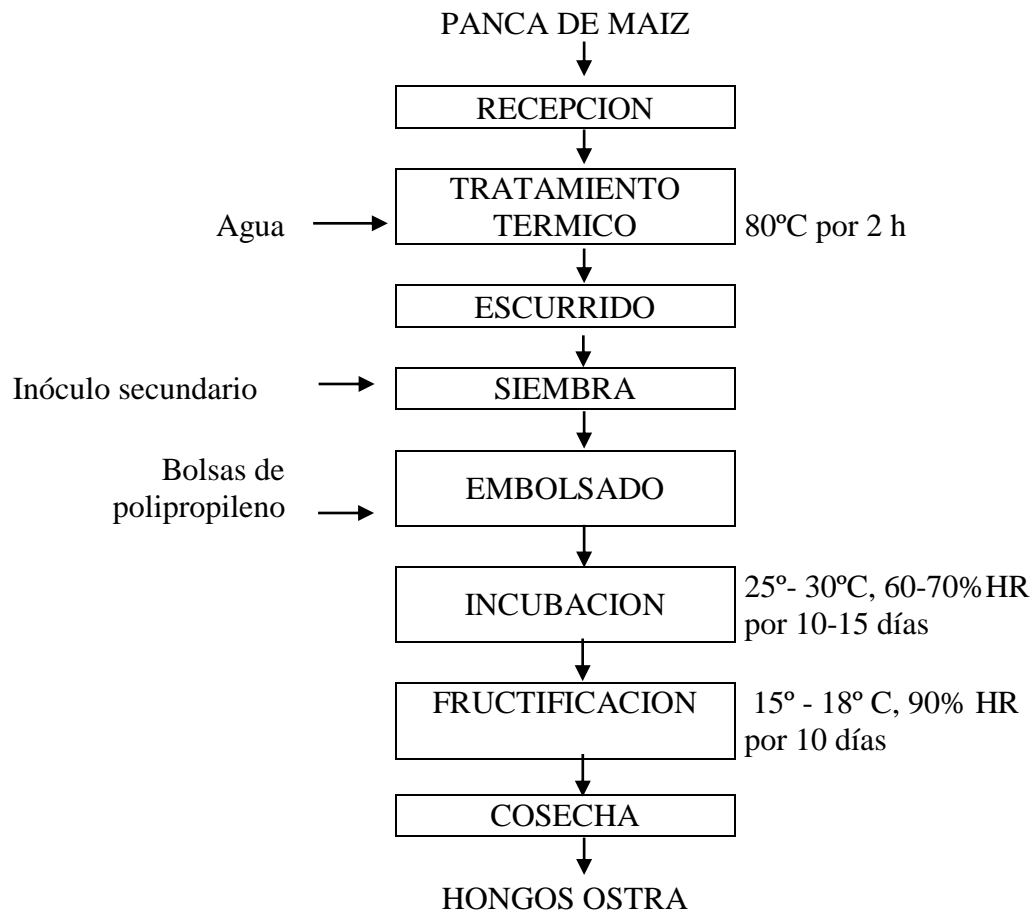 PANCA DE MAIZ
RECEPCION
TRATAMIENTO
Agua
TERMICO
80ºC por 2 h
ESCURRIDO
Inóculo secundario
SIEMBRA
Bolsas de
polipropileno
EMBOLSADO
INCUBACION
25º- 30ºC, 60-70%HR
por 10-15 días
FRUCTIFICACION
15º - 18º C, 90% HR
por 10 días
COSECHA
HONGOS OSTRA